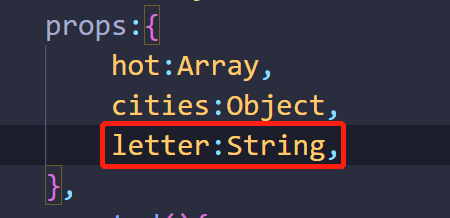 props:{
hot:Array,
cities:Object,
letter:String,
},